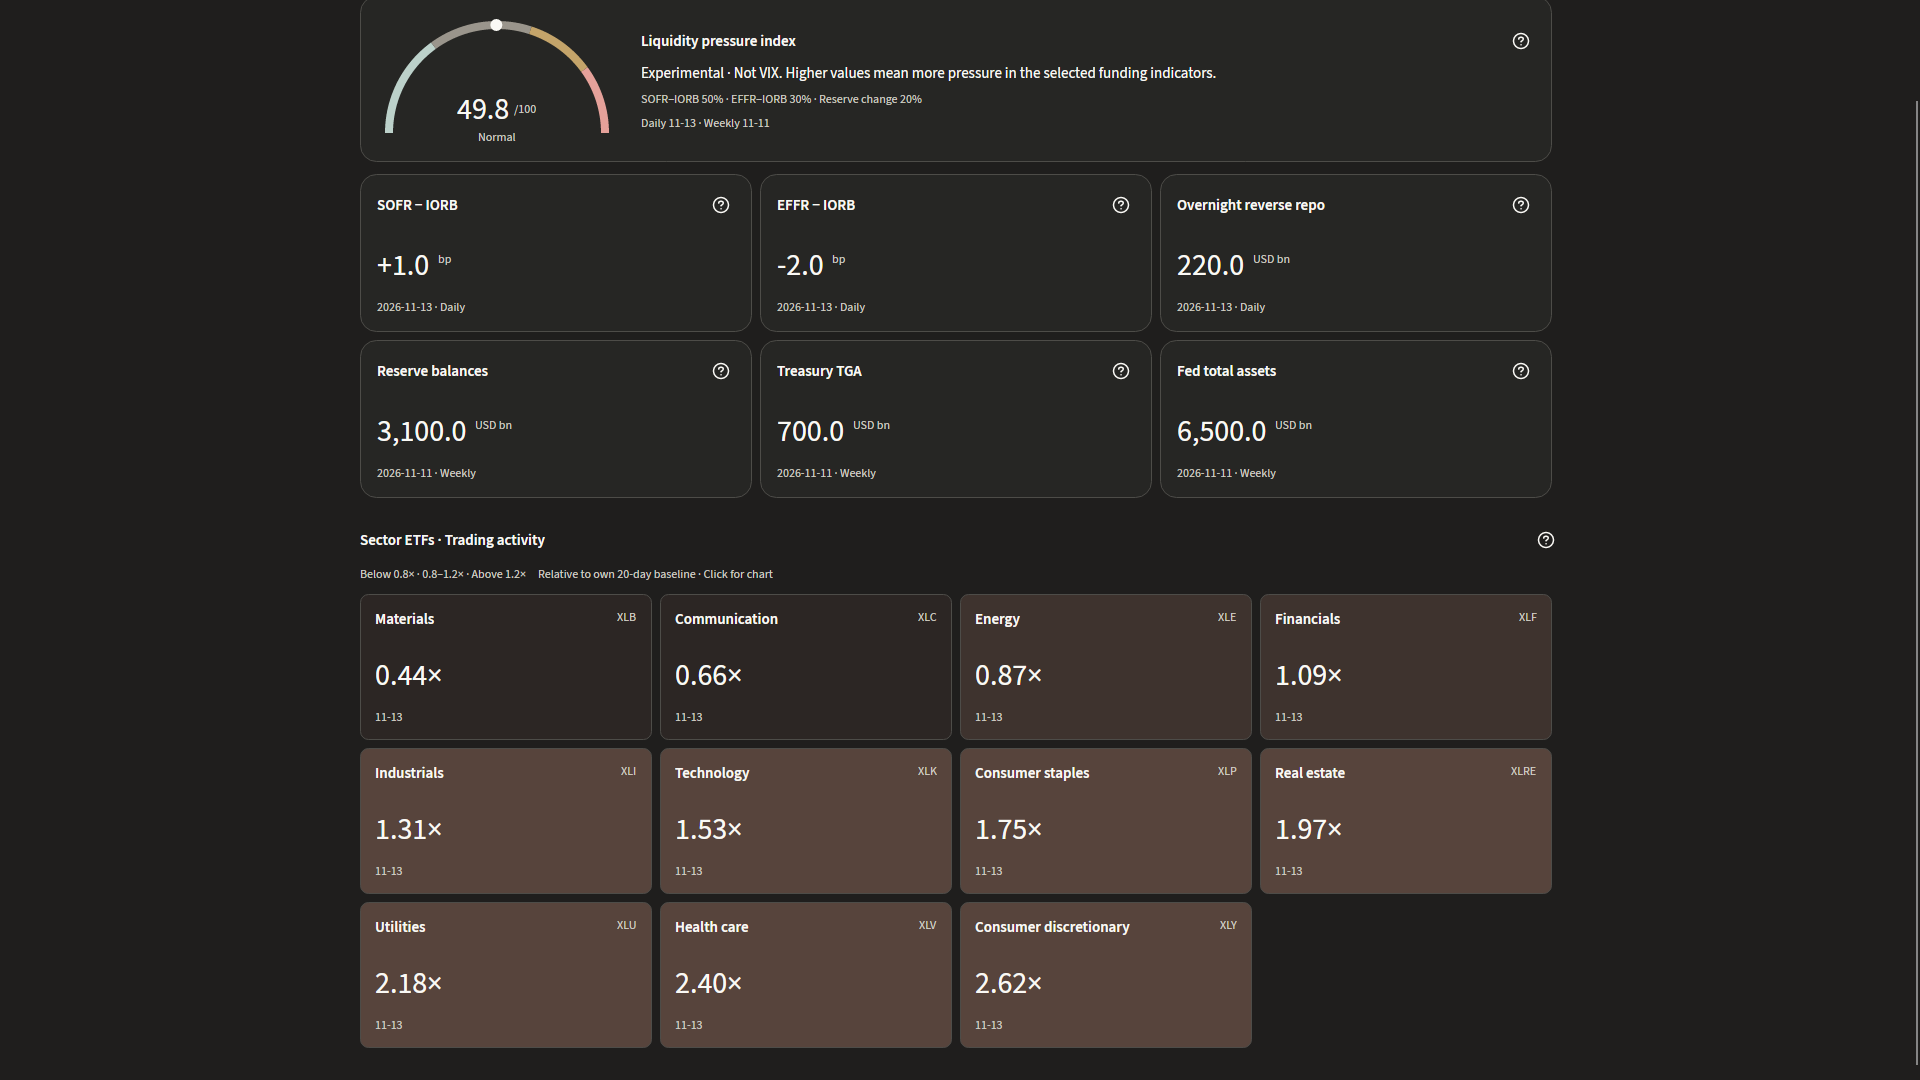 49.8 /100
Normal
Liquidity pressure index
Experimental · Not VIX. Higher values mean more pressure in the selected funding indicators.
SOFR−IORB 50% · EFFR−IORB 30% · Reserve change 20%
Daily 11-13 · Weekly 11-11
SOFR − IORB
+1.0 bp
2026-11-13 · Daily
EFFR − IORB
-2.0 bp
2026-11-13 · Daily
Overnight reverse repo
220.0 USD bn
2026-11-13 · Daily
Reserve balances
3,100.0 USD bn
2026-11-11 · Weekly
Treasury TGA
700.0 USD bn
2026-11-11 · Weekly
Fed total assets
6,500.0 USD bn
2026-11-11 · Weekly
Sector ETFs · Trading activity
Below 0.8× · 0.8–1.2× · Above 1.2× Relative to own 20-day baseline · Click for chart
Materials XLB
0.44×
11-13
Communication XLC
0.66×
11-13
Energy XLE
0.87×
11-13
Financials XLF
1.09×
11-13
Industrials XLI
1.31×
11-13
Technology XLK
1.53×
11-13
Consumer staples XLP
1.75×
11-13
Real estate XLRE
1.97×
11-13
Utilities XLU
2.18×
11-13
Health care XLV
2.40×
11-13
Consumer discretionary XLY
2.62×
11-13